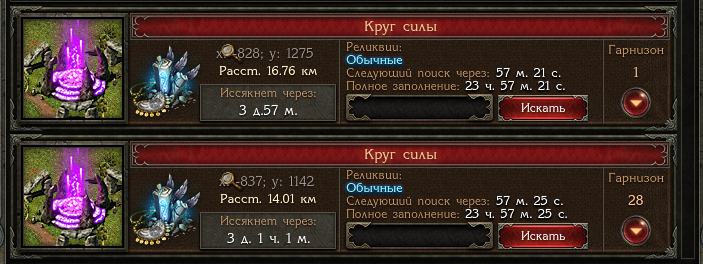 Круг силы
x: -828; y: 1275
Расст. 16.76 км
Иссякнет через:
3 д.57 м.
Реликвии:
Обычные
Следующий поиск через: 57 м. 21 с.
Полное заполнение: 23 ч. 57 м. 21 с.
Искать
Гарнизон
1
Круг силы
x: -837; y: 1142
Расст. 14.01 км
Иссякнет через:
3 д. 1 ч. 1 м.
Реликвии:
Обычные
Следующий поиск через: 57 м. 25 с.
Полное заполнение: 23 ч. 57 м. 25 с.
Искать
Гарнизон
28